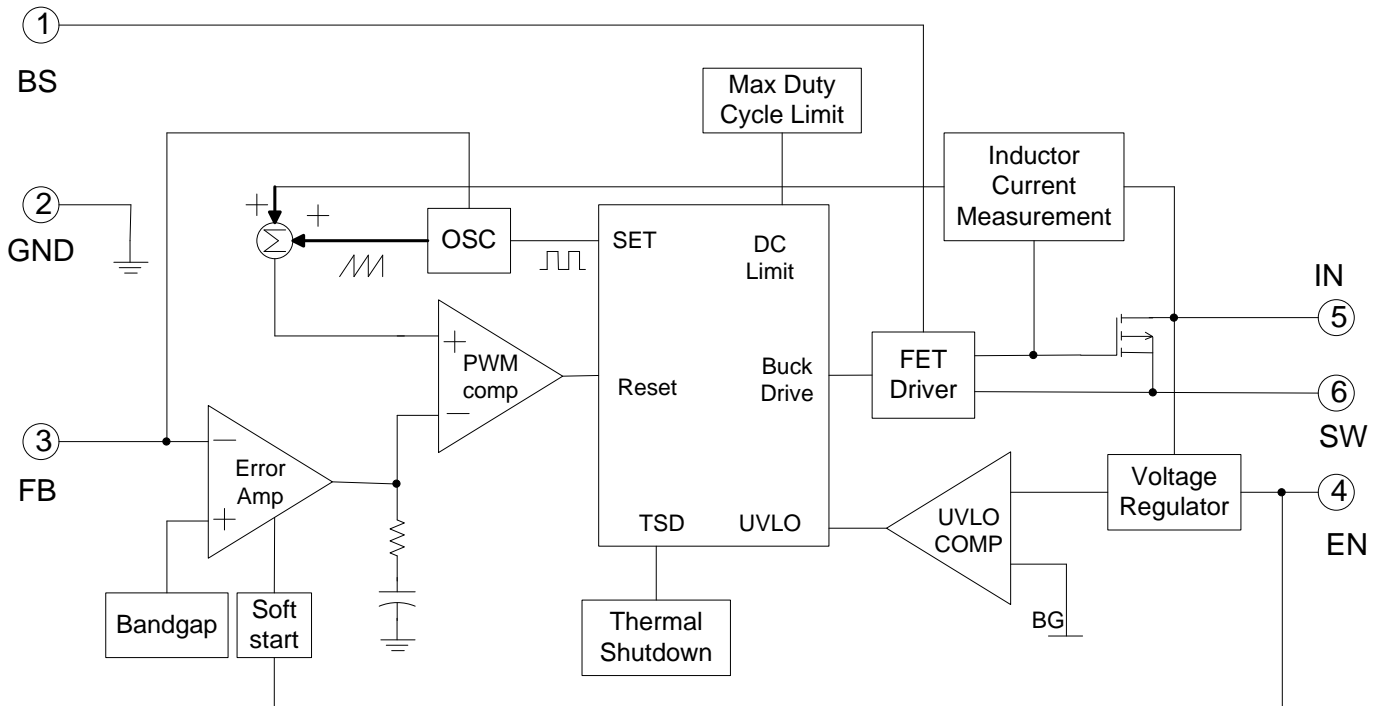 1
BS
Max Duty
Cycle Limit
Inductor
Current
Measurement
2
GND
+
+
Σ
OSC
SET
DC
Limit
IN
5
+
PWM
comp
−
Reset
Buck
Drive
FET
Driver
6
SW
3
FB
−
Error
Amp
+
Voltage
Regulator
4
EN
TSD
UVLO
UVLO
COMP
Bandgap
Soft
start
Thermal
Shutdown
BG